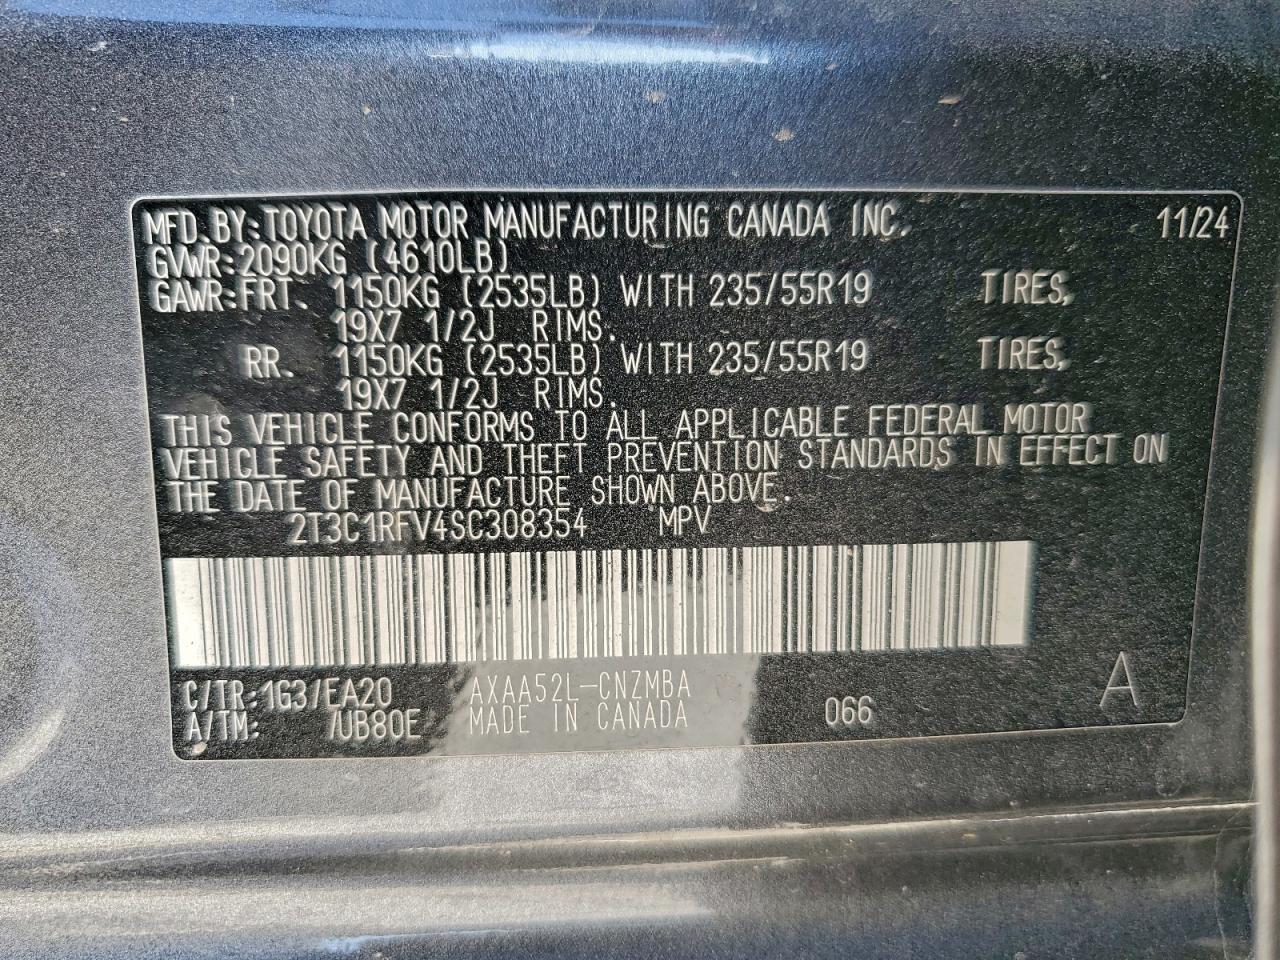 MFD.BY:TOYOTA MOTOR MANUFACTURING CANADA INC. 11/24
GVWR:2090KG (4610LB)
GAWR:FRT. 1150KG (2535LB) WITH 235/55R19 TIRES,
19X7 1/2J RIMS.
RR. 1150KG (2535LB) WITH 235/55R19 TIRES,
19X7 1/2J RIMS.
THIS VEHICLE CONFORMS TO ALL APPLICABLE FEDERAL MOTOR
VEHICLE SAFETY AND THEFT PREVENTION STANDARDS IN EFFECT ON
THE DATE OF MANUFACTURE SHOWN ABOVE.
2T3C1RFV4SC308354 MPV
C/TR:1G3/EA20 AXAA52L-CNZMBA A
A/TM: /UB80E MADE IN CANADA 066